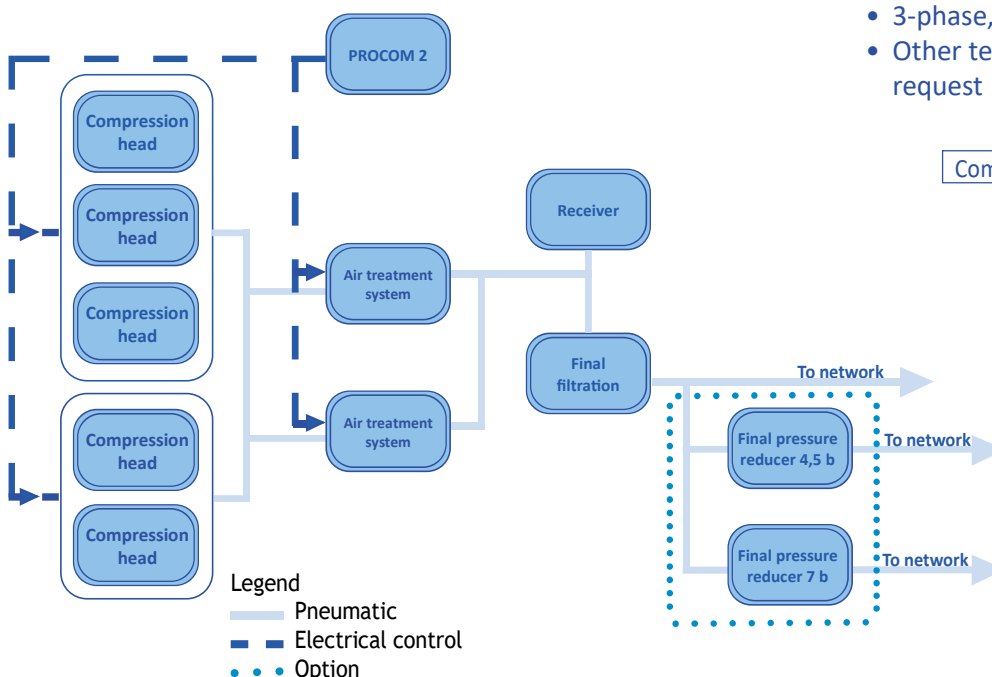 PROCOM 2
• 3-phase,
• Other te
request
Com
Compression
head
Compression
head
Compression
head
Compression
head
Compression
head
Air treatment
system
Air treatment
system
Receiver
Final
filtration
To network
Final pressure
reducer 4,5 b
To network
Final pressure
reducer 7 b
To network
Legend
Pneumatic
Electrical control
Option